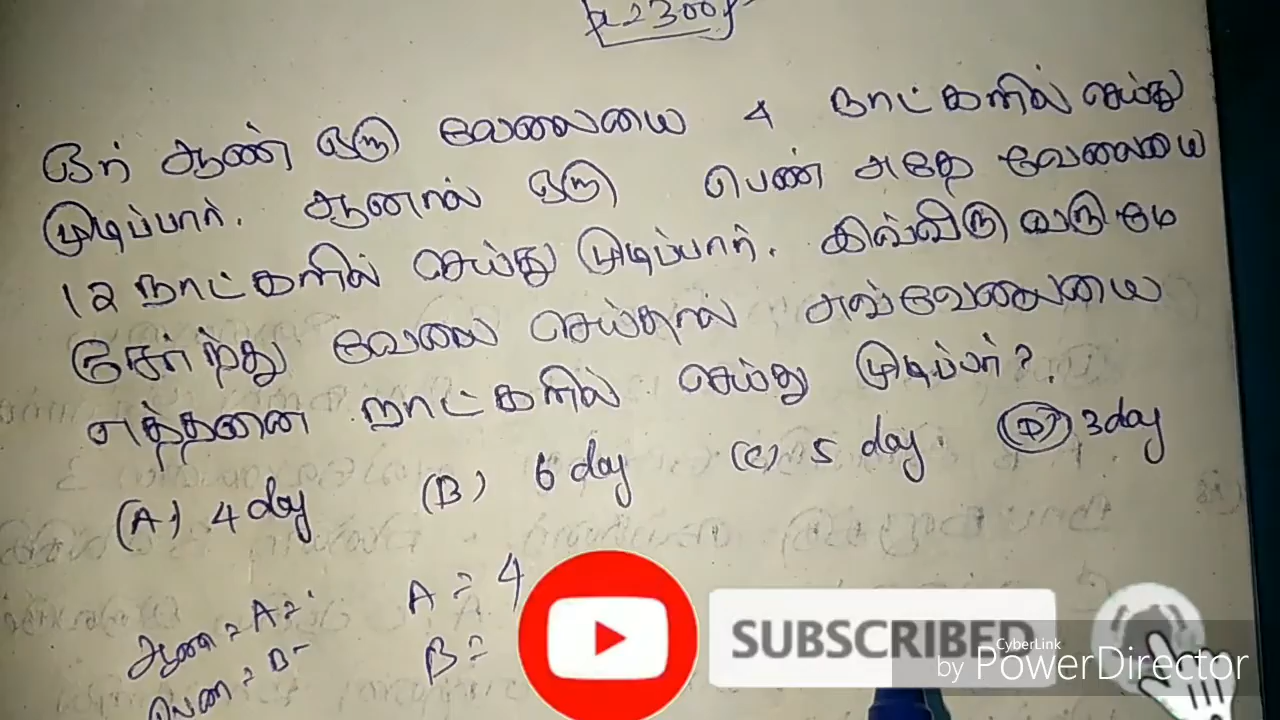 ஓர் ஆண் ஒரு வேலையை 4 நாட்களில் செய்து
முடிப்பார். ஆனால் ஒரு பெண் அதே வேலையை
12 நாட்களில் செய்து முடிப்பார். இவ்விருவருமே
சேர்ந்து வேலை செய்தால் அவ்வேலையை
எத்தனை நாட்களில் செய்து முடிப்பர்?
(A) 4 day (B) 6 day (C) 5 day. (D) 3 day
ஆண = A = A = 4
பெண = B - B =
SUBSCRIBED
CyberLink
by PowerDirector